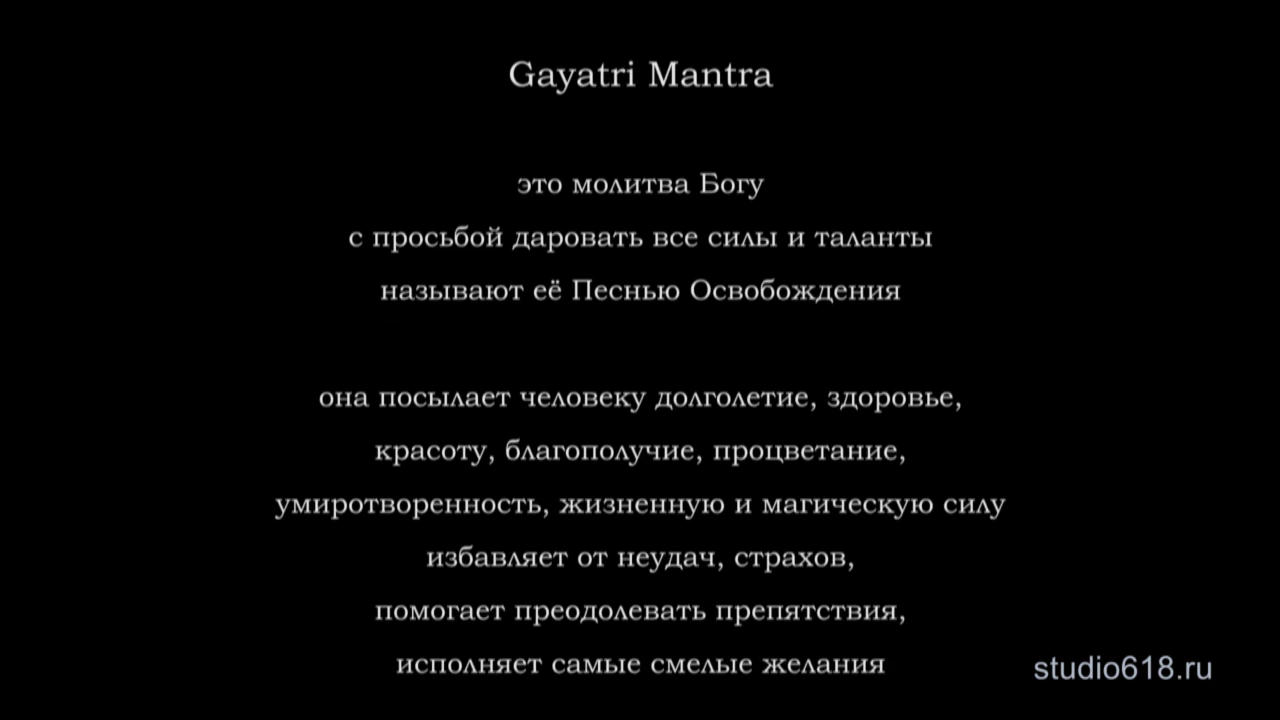 Gayatri Mantra
это молитва Богу
с просьбой даровать все силы и таланты
называют её Песнью Освобождения
она посылает человеку долголетие, здоровье,
красоту, благополучие, процветание,
умиротворенность, жизненную и магическую силу
избавляет от неудач, страхов,
помогает преодолевать препятствия,
исполняет самые смелые желания
studio618.ru